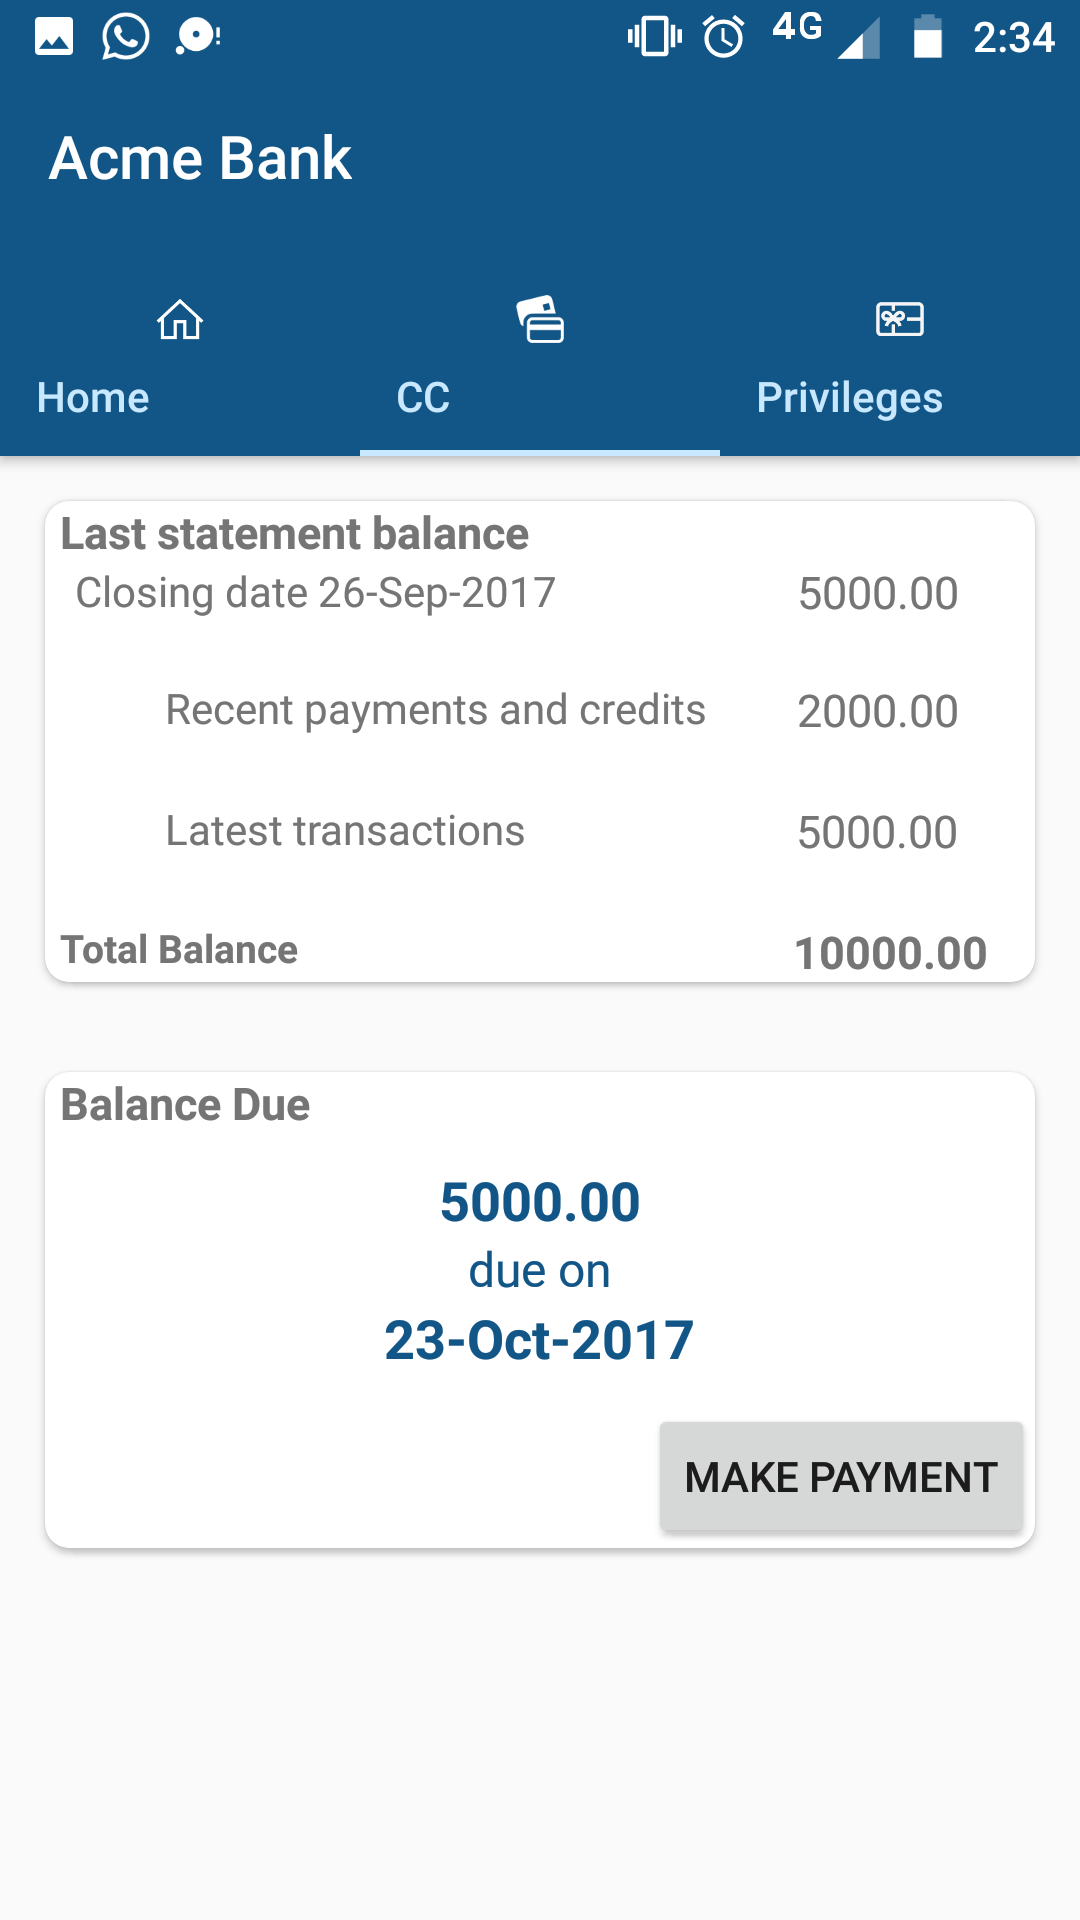 4G 2:34
Acme Bank
Home CC Privileges
Last statement balance
Closing date 26-Sep-2017 5000.00
Recent payments and credits 2000.00
Latest transactions 5000.00
Total Balance 10000.00
Balance Due
5000.00
due on
23-Oct-2017
MAKE PAYMENT